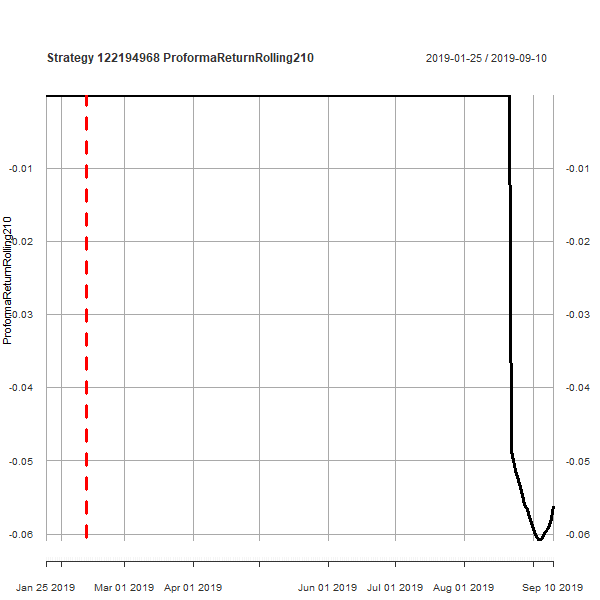 Strategy 122194968 ProformaReturnRolling210
2019-01-25 / 2019-09-10
-0.01 -0.01
-0.02 -0.02
-0.03 -0.03
-0.04 -0.04
-0.05 -0.05
-0.06 -0.06
ProformaReturnRolling210
Jan 25 2019 Mar 01 2019 Apr 01 2019 Jun 01 2019 Jul 01 2019 Aug 01 2019 Sep 10 2019